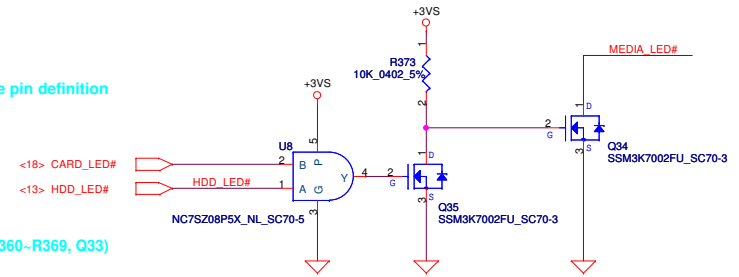 +3VS
MEDIA_LED#
1
R373
10K_0402_5%
e pin definition
+3VS
2
1
D
2
G
S
3
Q34
SSM3K7002FU_SC70-3
5
U8
P
<18> CARD_LED#
2
B
Y
4
1
D
2
G
S
3
<13> HDD_LED#
HDD_LED#
1
A
G
3
Q35
SSM3K7002FU_SC70-3
NC7SZ08P5X_NL_SC70-5
360~R369, Q33)